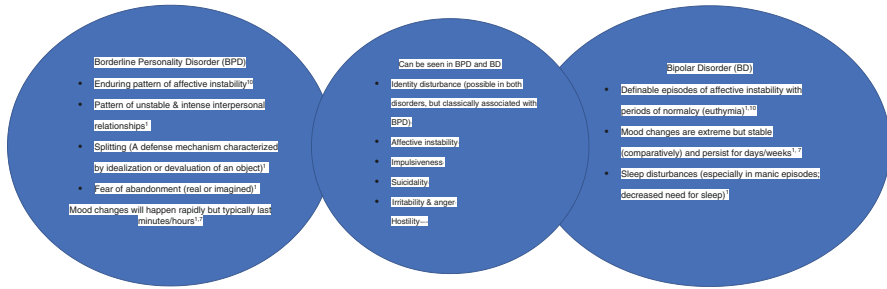 Borderline Personality Disorder (BPD)
• Enduring pattern of affective instability¹⁰
• Pattern of unstable & intense interpersonal
relationships¹
• Splitting (A defense mechanism characterized
by idealization or devaluation of an object)¹
• Fear of abandonment (real or imagined)¹
Mood changes will happen rapidly but typically last
minutes/hours¹,⁷
Can be seen in BPD and BD
• Identity disturbance (possible in both
disorders, but classically associated with
BPD)
• Affective instability
• Impulsiveness
• Suicidality
• Irritability & anger
Hostility
Bipolar Disorder (BD)
• Definable episodes of affective instability with
periods of normalcy (euthymia)¹,¹⁰
• Mood changes are extreme but stable
(comparatively) and persist for days/weeks¹,⁷
• Sleep disturbances (especially in manic episodes;
decreased need for sleep)¹